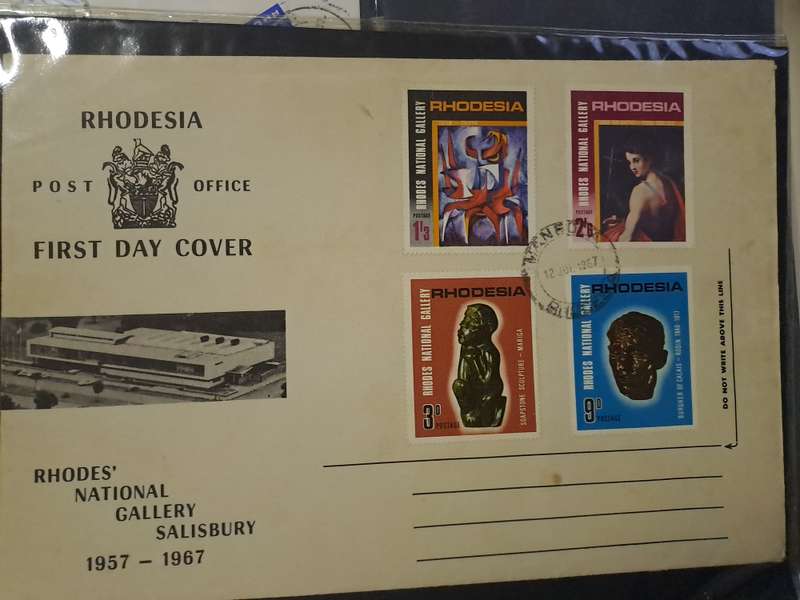 RHODESIA
POST OFFICE
FIRST DAY COVER
RHODES'
NATIONAL
GALLERY
SALISBURY
1957 – 1967
RHODESIA
RHODES NATIONAL GALLERY
POSTAGE
1/3
RHODESIA
RHODES NATIONAL GALLERY
POSTAGE
2/6
RHODESIA
RHODES NATIONAL GALLERY
3D
POSTAGE
SOAPSTONE SCULPTURE – MARIGA
RHODESIA
RHODES NATIONAL GALLERY
9D
POSTAGE
BURGHER OF CALAIS – RODIN 1840-1917
1967
DO NOT WRITE ABOVE THIS LINE